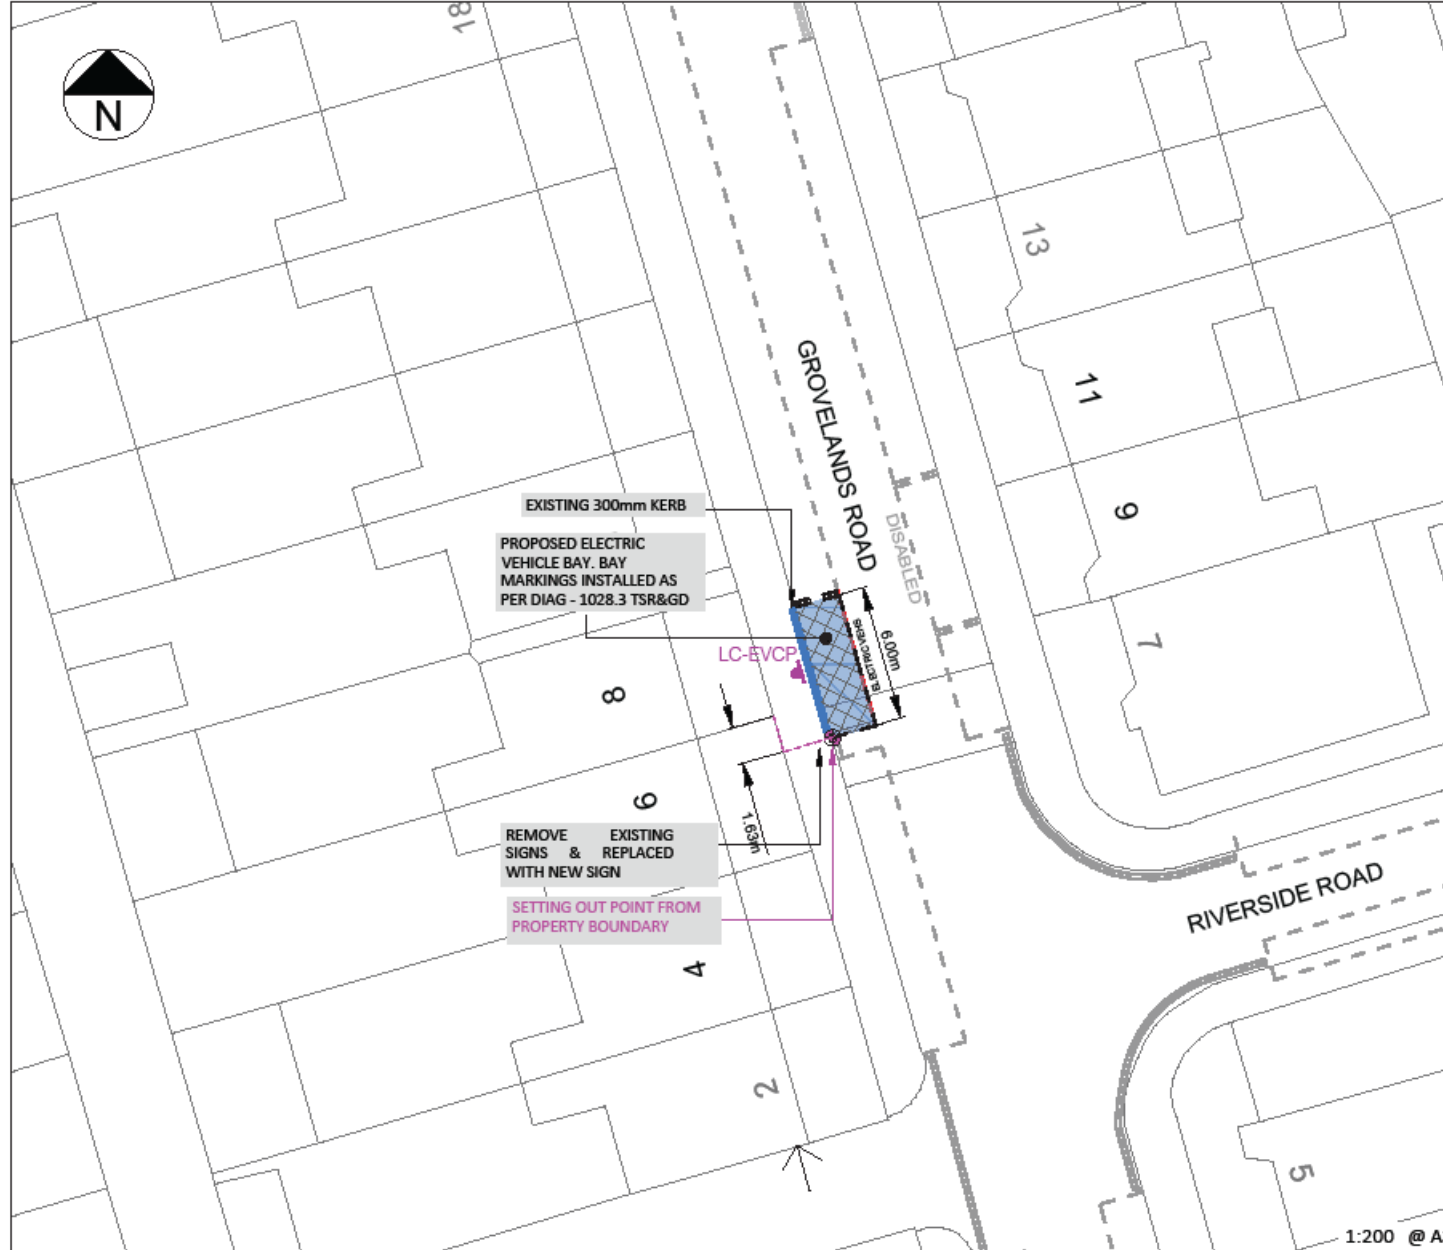 18
N
13
GROVELANDS ROAD
11
EXISTING 300mm KERB
9
DISABLED
PROPOSED ELECTRIC
VEHICLE BAY. BAY
MARKINGS INSTALLED AS
PER DIAG - 1028.3 TSR&GD
ELECTRIC VEHS
6.00m
7
LC-EVCP
8
6
1.63m
REMOVE EXISTING
SIGNS & REPLACED
WITH NEW SIGN
RIVERSIDE ROAD
SETTING OUT POINT FROM
PROPERTY BOUNDARY
4
2
5
1:200 @ A